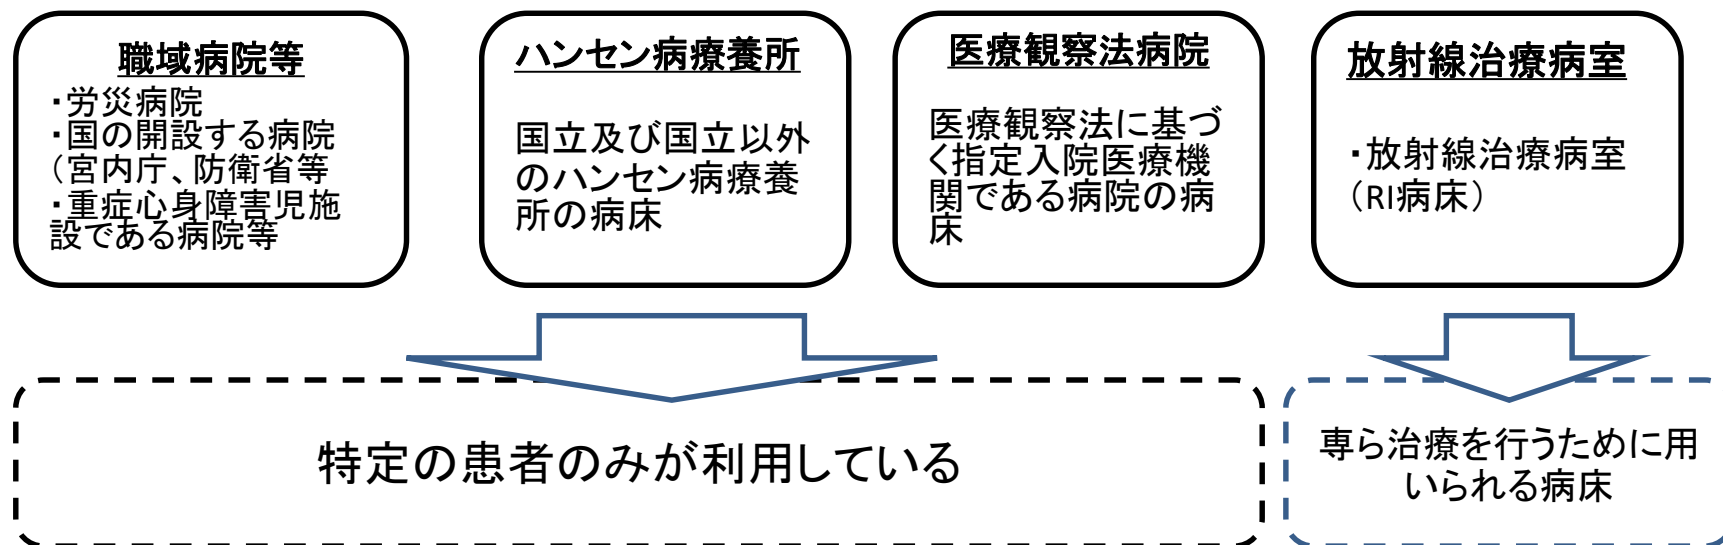 職域病院等
・労災病院
・国の開設する病院
（宮内庁、防衛省等
・重症心身障害児施
設である病院等
ハンセン病療養所
国立及び国立以外
のハンセン病療養
所の病床
医療観察法病院
医療観察法に基づ
く指定入院医療機
関である病院の病
床
放射線治療病室
・放射線治療病室
（RI病床）
特定の患者のみが利用している
専ら治療を行うために用
いられる病床